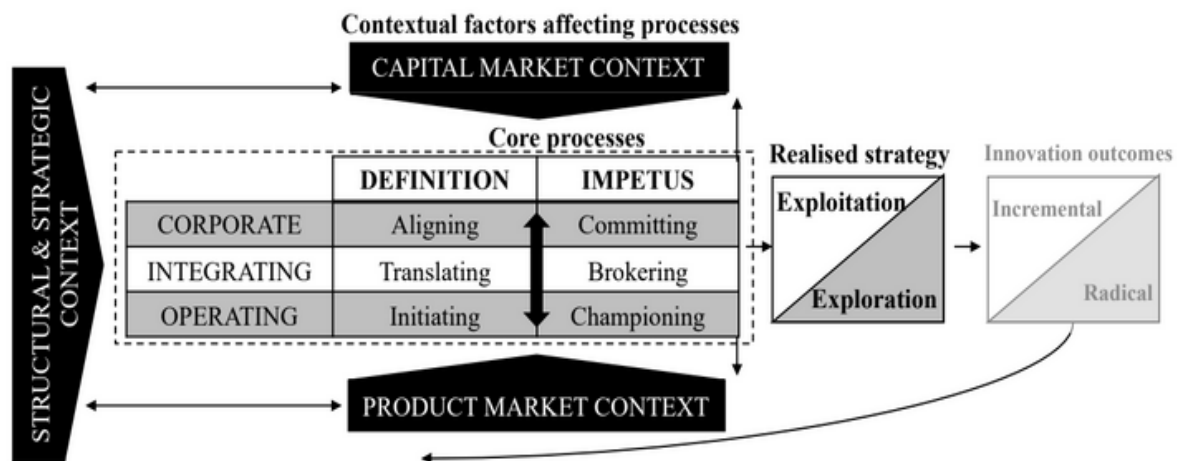 Contextual factors affecting processes
CAPITAL MARKET CONTEXT
STRUCTURAL & STRATEGIC
CONTEXT
Core processes
DEFINITION IMPETUS
CORPORATE Aligning Committing
INTEGRATING Translating Brokering
OPERATING Initiating Championing
Realised strategy
Exploitation
Exploration
Innovation outcomes
Incremental
Radical
PRODUCT MARKET CONTEXT